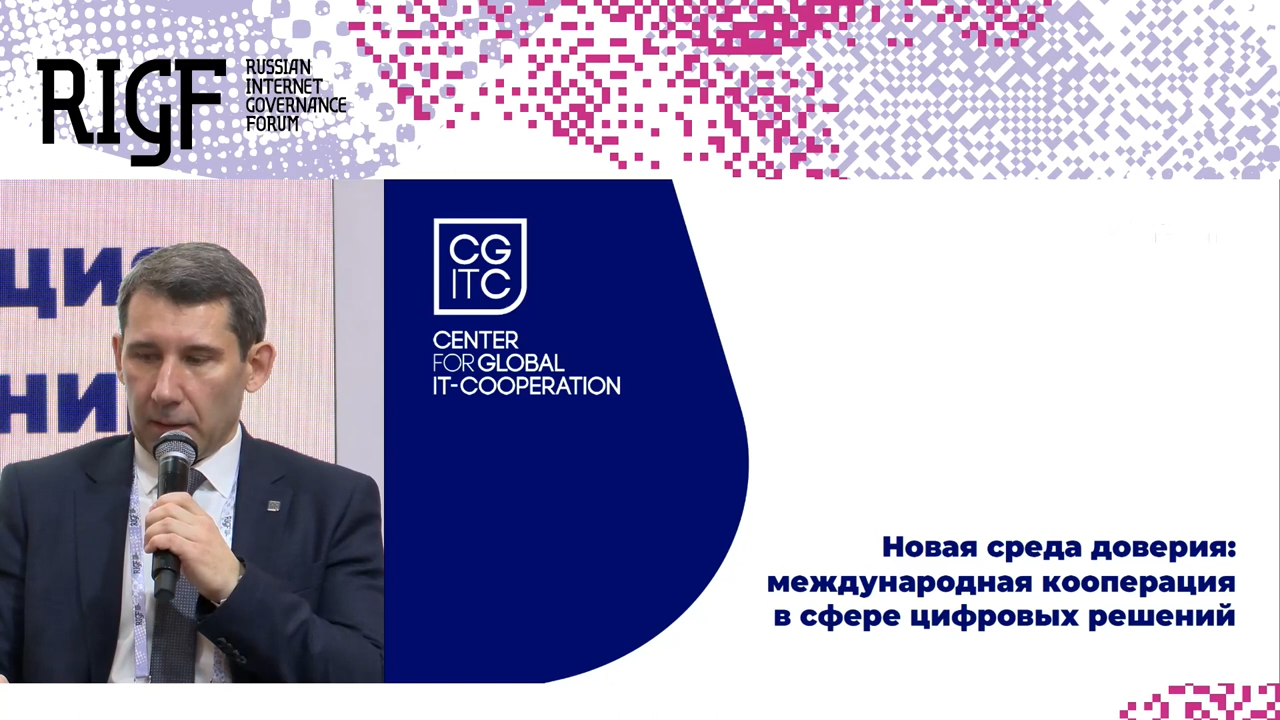 RIGF
RUSSIAN
INTERNET
GOVERNANCE
FORUM
CG
ITC
CENTER
FOR GLOBAL
IT-COOPERATION
Новая среда доверия:
международная кооперация
в сфере цифровых решений